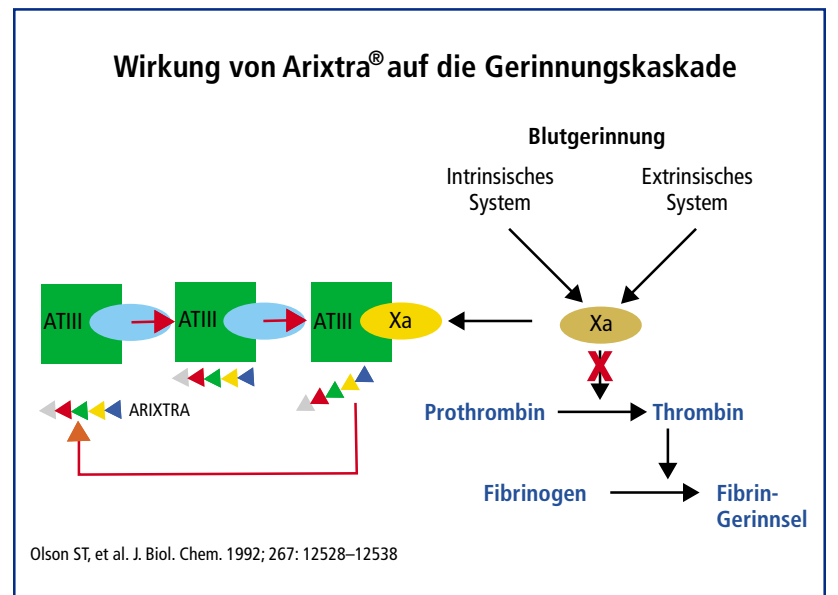 Wirkung von Arixtra® auf die Gerinnungskaskade
Blutgerinnung
Intrinsisches
System
Extrinsisches
System
ATIII
ATIII
ATIII
Xa
Xa
X
ARIXTRA
Prothrombin
Thrombin
Fibrinogen
Fibrin-
Gerinnsel
Olson ST, et al. J. Biol. Chem. 1992; 267: 12528–12538